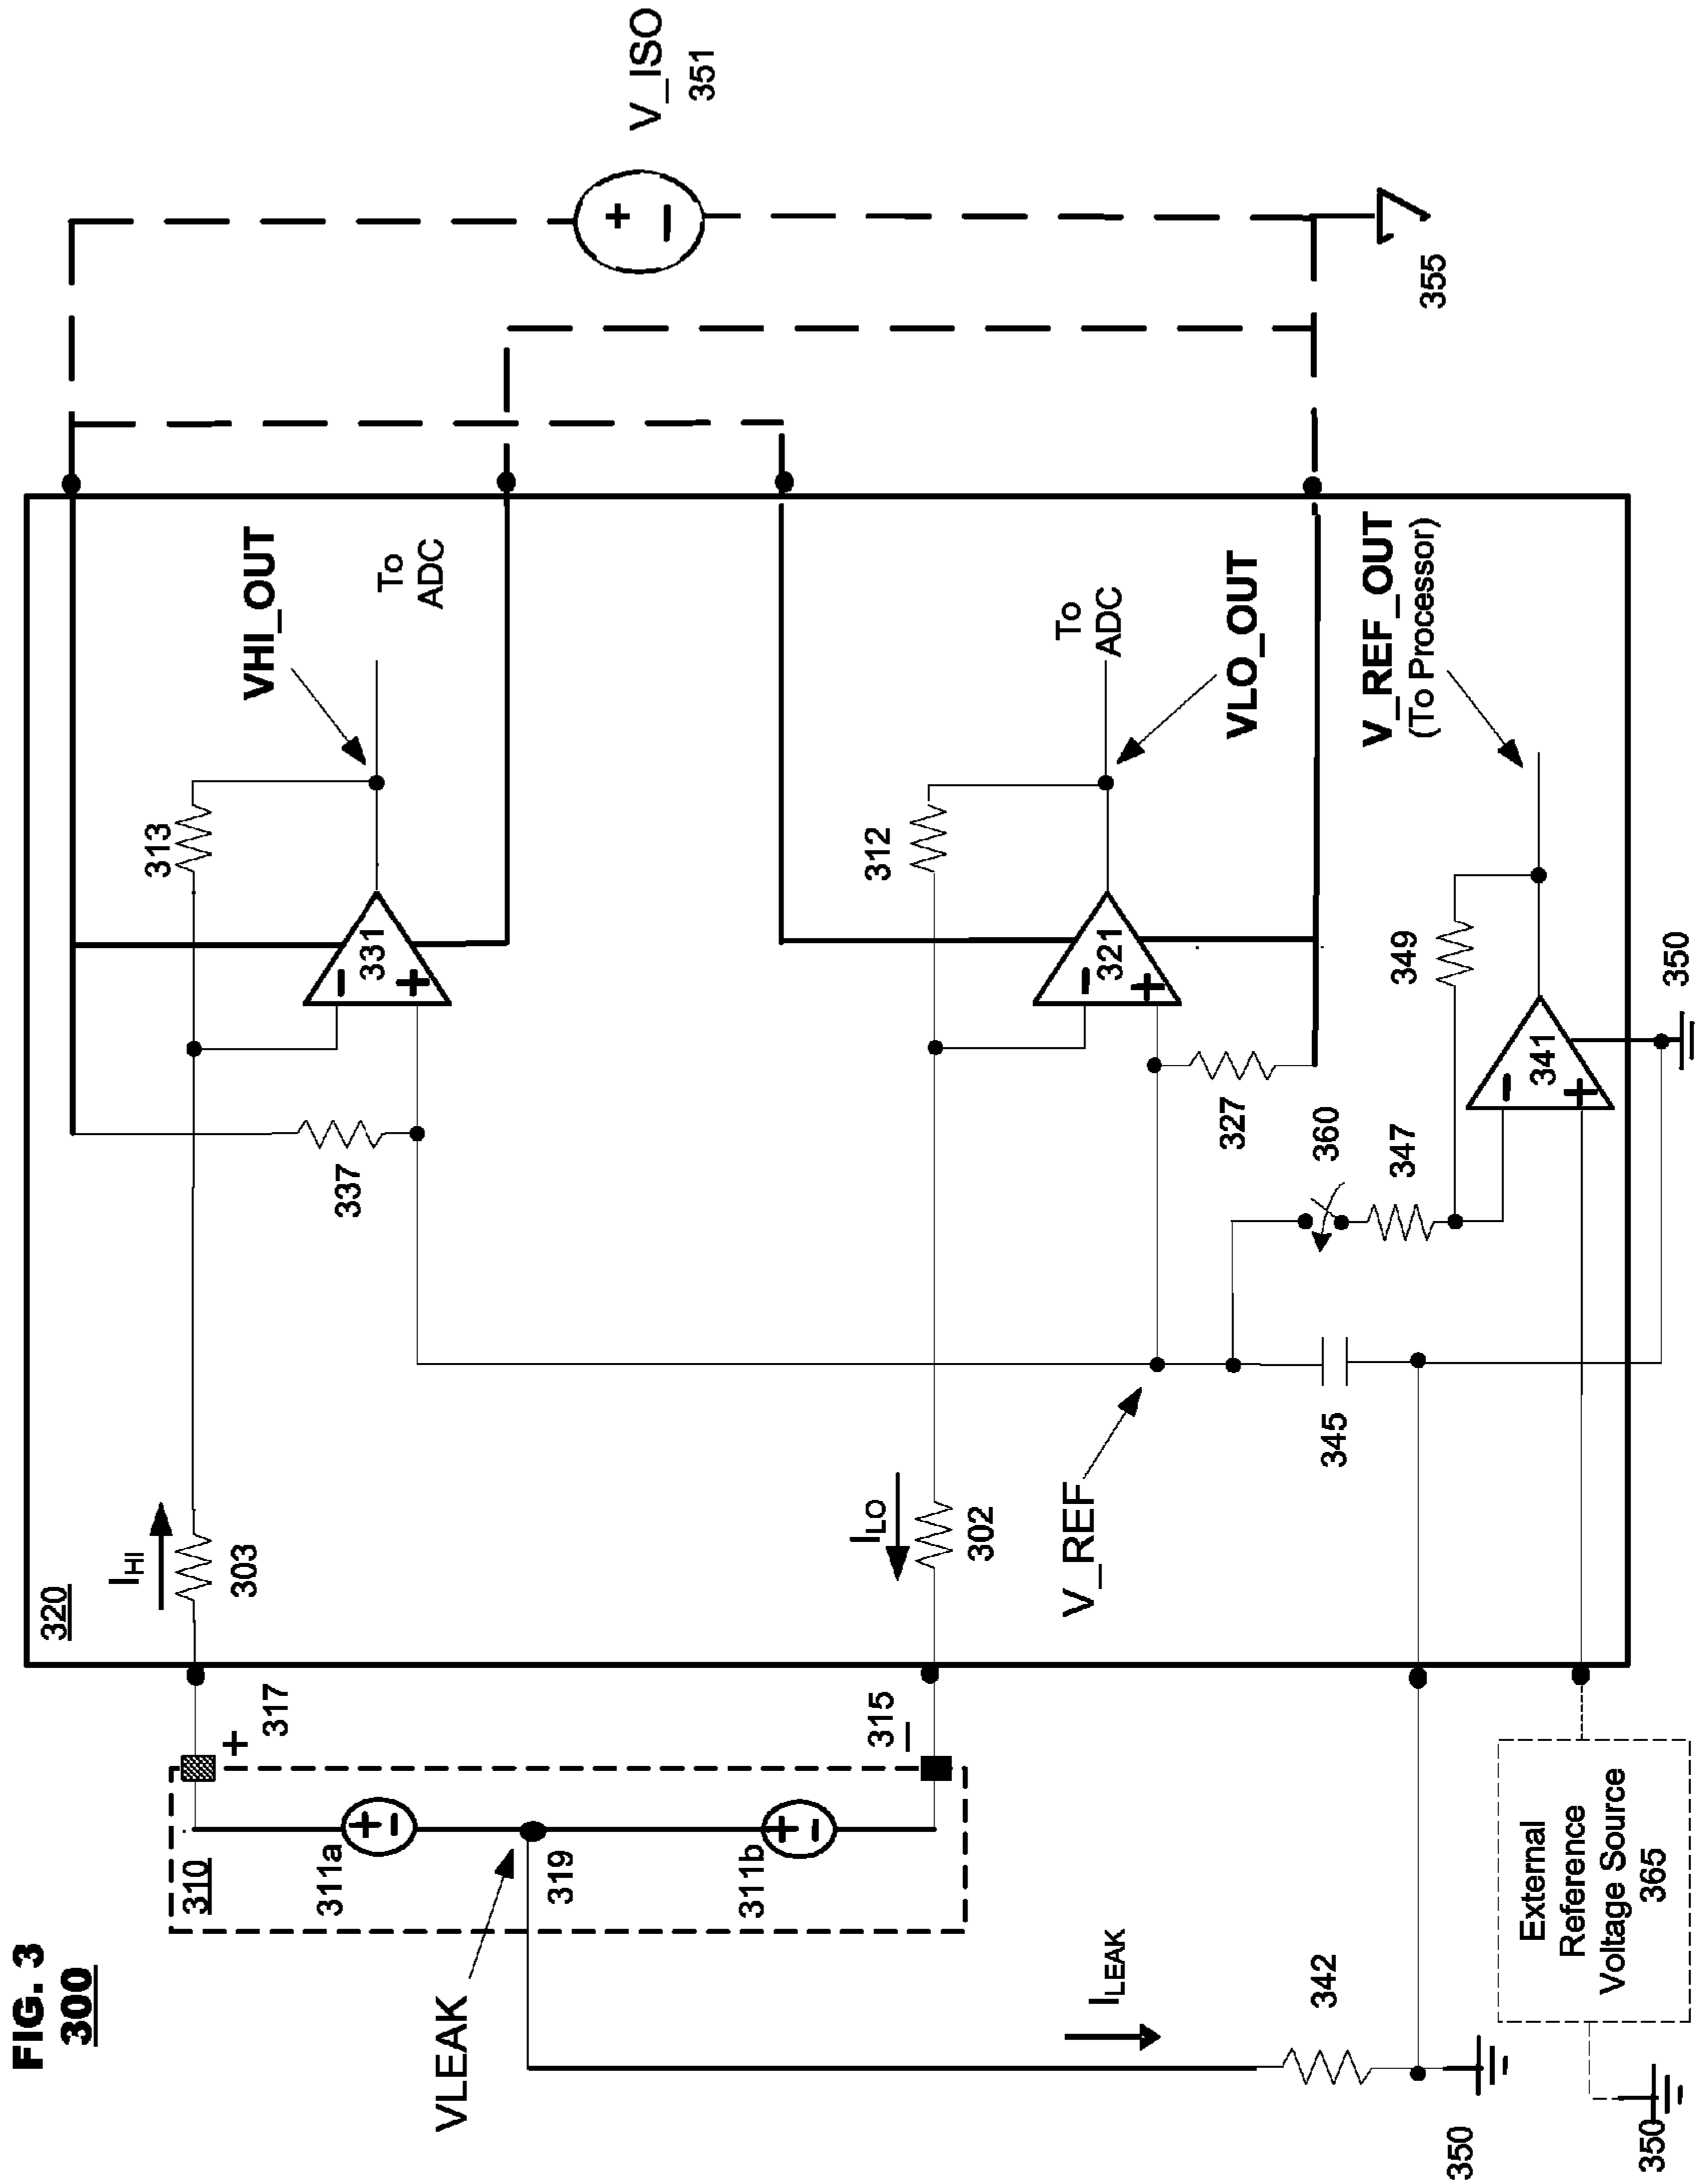 FIG. 3
300
V_ISO
351
355
320
VHI_OUT
To
ADC
313
331
−
+
337
I_HI
303
317
+
310
311a
+
−
VLEAK
319
311b
+
−
315
−
I_LO
302
312
321
−
+
To
ADC
VLO_OUT
327
V_REF
360
347
349
341
−
+
V_REF_OUT
(To Processor)
345
350
I_LEAK
342
350
350
External
Reference
Voltage Source
365
+
−